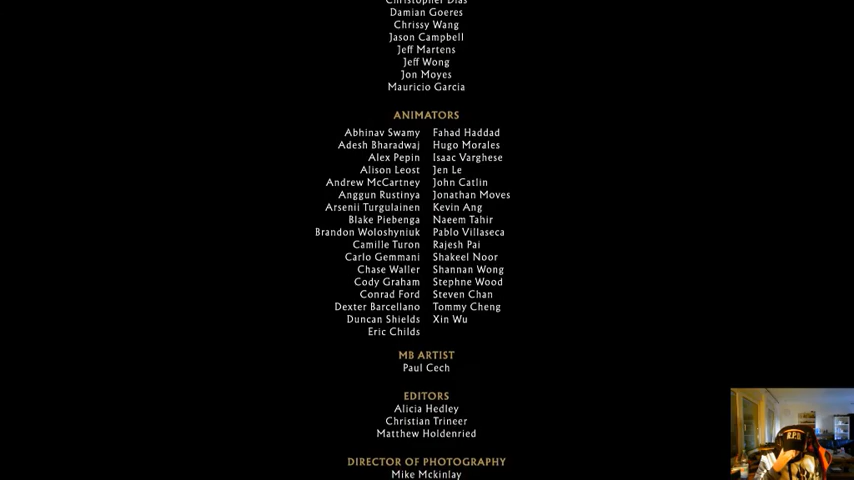 Christopher Dias
Damian Goeres
Chrissy Wang
Jason Campbell
Jeff Martens
Jeff Wong
Jon Moyes
Mauricio Garcia
ANIMATORS
Abhinav Swamy Fahad Haddad
Adesh Bharadwaj Hugo Morales
Alex Pepin Isaac Varghese
Alison Leost Jen Le
Andrew McCartney John Catlin
Anggun Rustinya Jonathan Moves
Arsenii Turgulainen Kevin Ang
Blake Piebenga Naeem Tahir
Brandon Woloshyniuk Pablo Villaseca
Camille Turon Rajesh Pai
Carlo Gemmani Shakeel Noor
Chase Waller Shannan Wong
Cody Graham Stephne Wood
Conrad Ford Steven Chan
Dexter Barcellano Tommy Cheng
Duncan Shields Xin Wu
Eric Childs
MB ARTIST
Paul Cech
EDITORS
Alicia Hedley
Christian Trineer
Matthew Holdenried
DIRECTOR OF PHOTOGRAPHY
Mike Mckinlay
R.P.D.